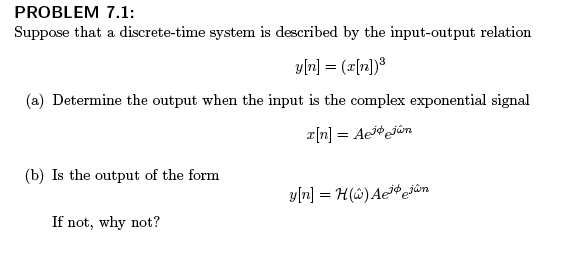 PROBLEM 7.1:
Suppose that a discrete-time system is described by the input-output relation
y[n] = (x[n])³
(a) Determine the output when the input is the complex exponential signal
x[n] = Ae^{jϕ}e^{jω̂n}
(b) Is the output of the form
y[n] = ℋ(ω̂)Ae^{jϕ}e^{jω̂n}
If not, why not?